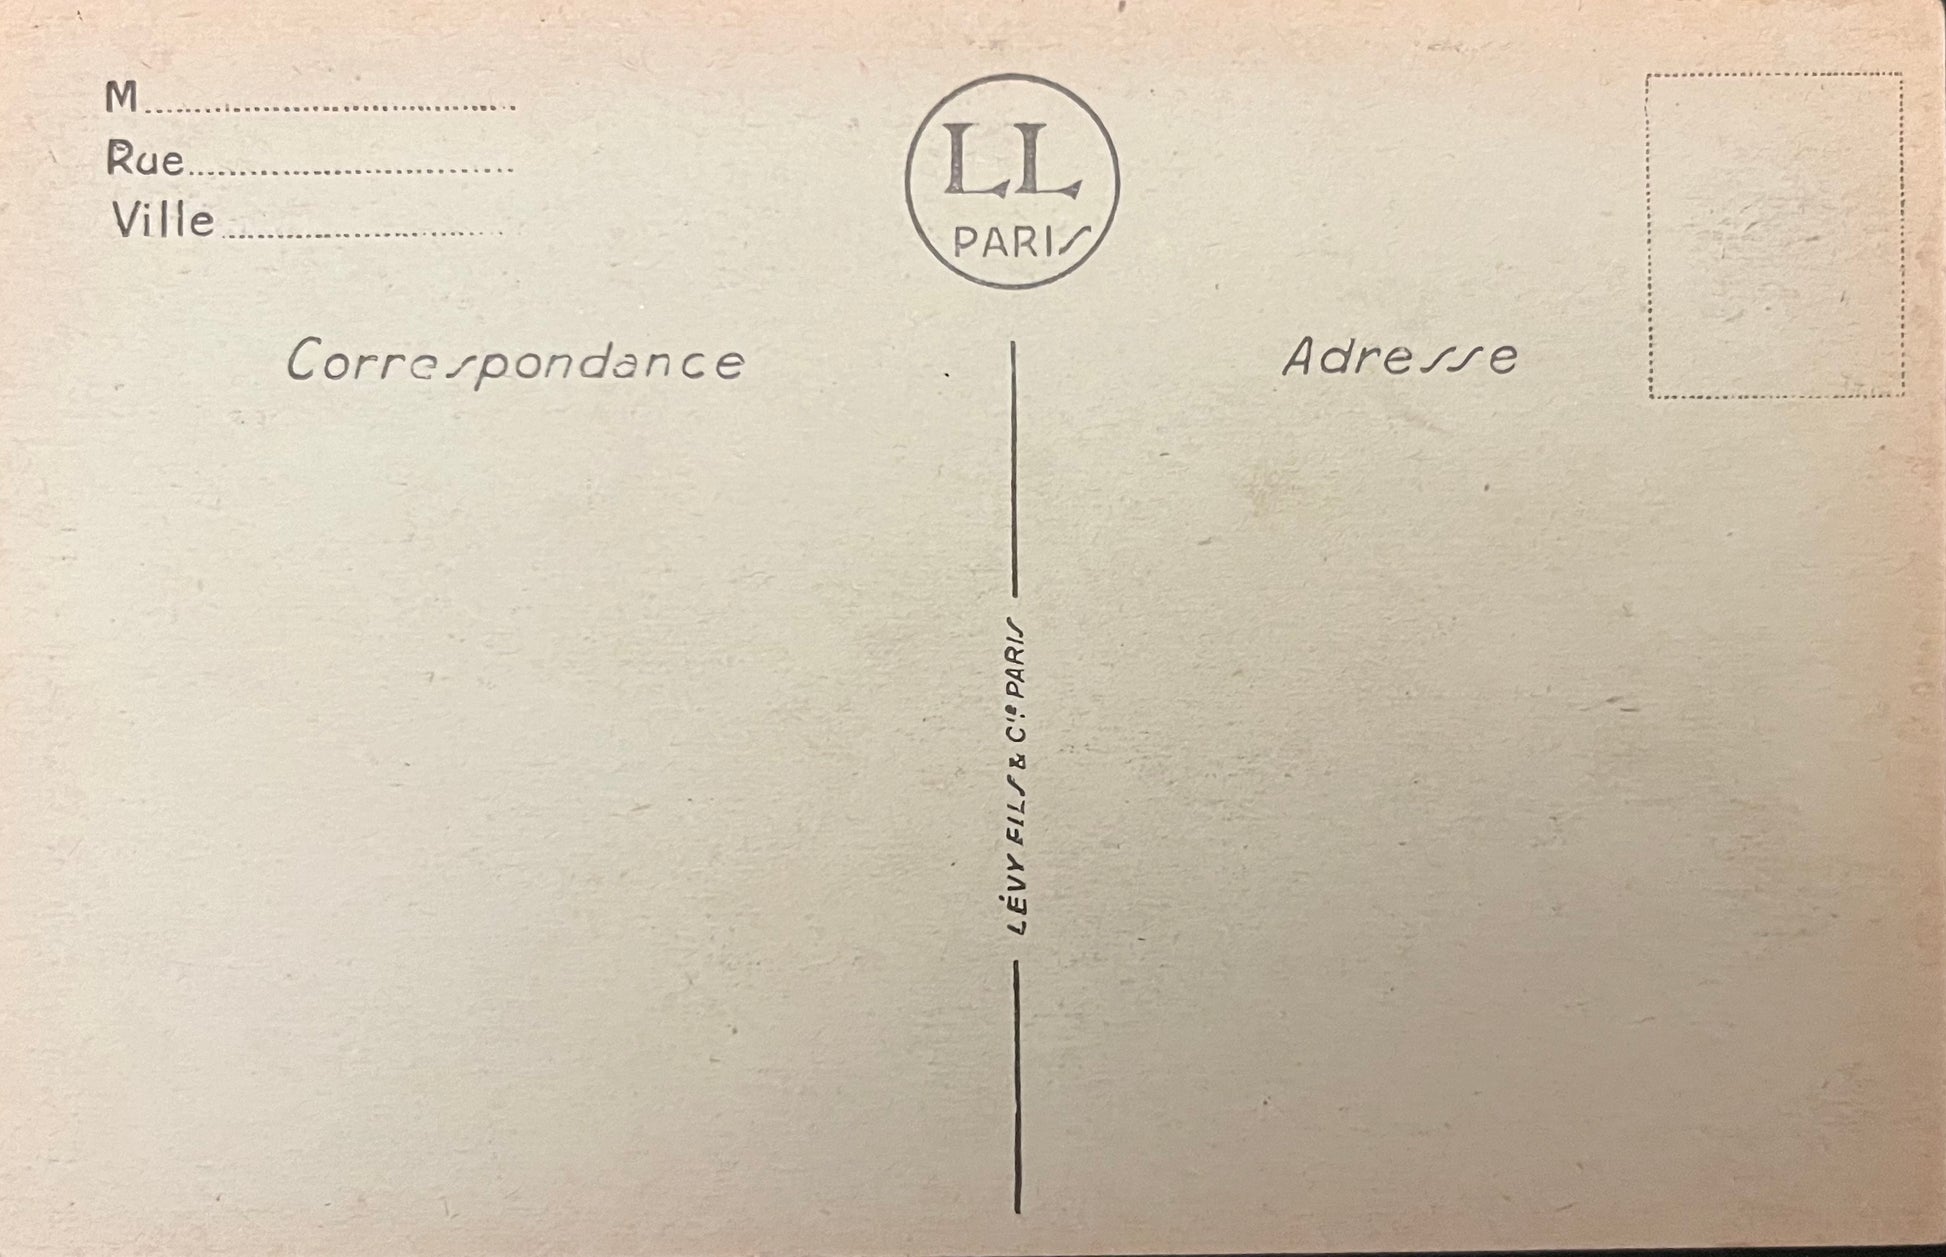 M
Rue
Ville
LL
PARIS
Correspondance
Adresse
LÉVY FILS & Cie PARIS